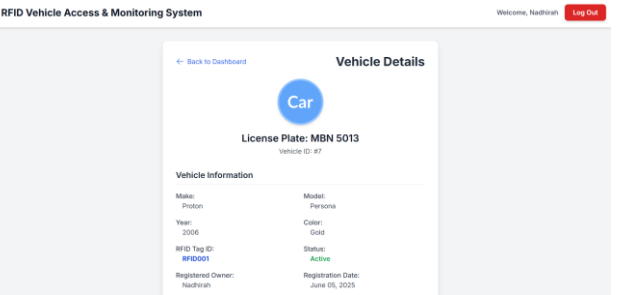 RFID Vehicle Access & Monitoring System
Welcome, Nadhirah
Log Out
← Back to Dashboard
Vehicle Details
Car
License Plate: MBN 5013
Vehicle ID: #7
Vehicle Information
Make:
Proton
Model:
Persona
Year:
2006
Color:
Gold
RFID Tag ID:
RFID001
Status:
Active
Registered Owner:
Nadhirah
Registration Date:
June 05, 2025